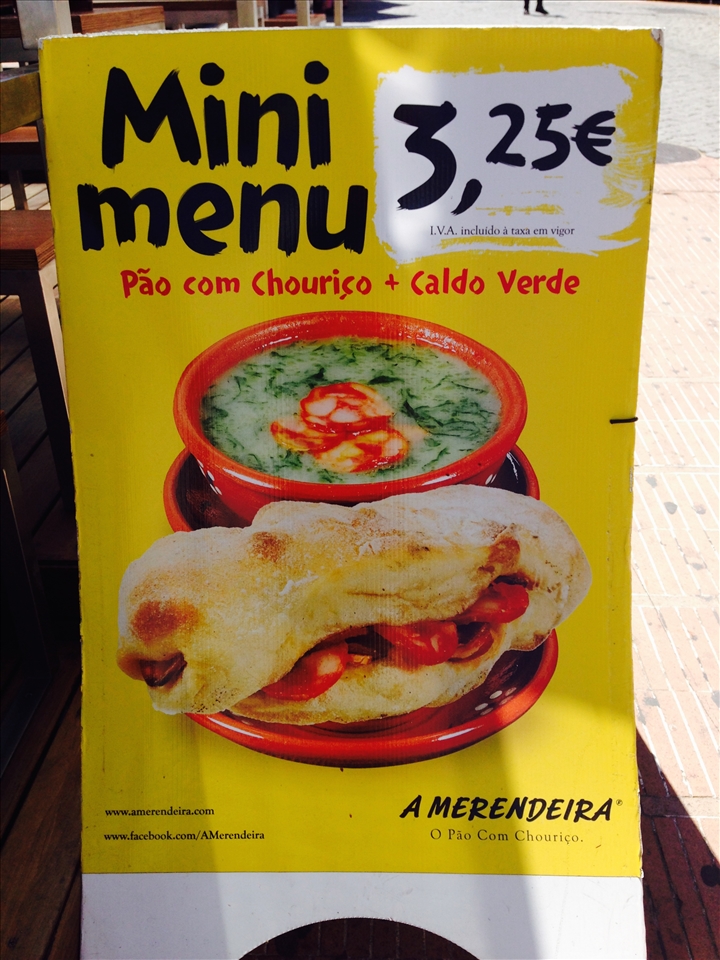 Mini
menu
3,25€
I.V.A. incluído à taxa em vigor
Pão com Chouriço + Caldo Verde
www.amerendeira.com
www.facebook.com/AMerendeira
A MERENDEIRA®
O Pão Com Chouriço.